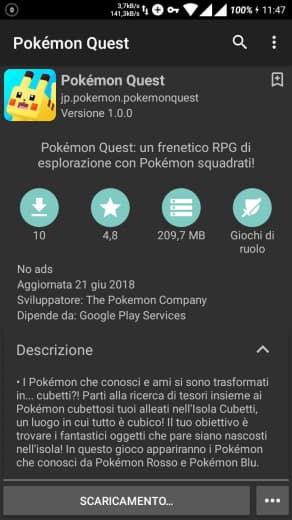 3,7kB/s
141,3kB/s
100% 11:47
Pokémon Quest
Pokémon Quest
jp.pokemon.pokemonquest
Versione 1.0.0
Pokémon Quest: un frenetico RPG di
esplorazione con Pokémon squadrati!
10 4,8 209,7 MB Giochi di
ruolo
No ads
Aggiornata 21 giu 2018
Sviluppatore: The Pokemon Company
Dipende da: Google Play Services
Descrizione
• I Pokémon che conosci e ami si sono trasformati
in... cubetti?! Parti alla ricerca di tesori insieme ai
Pokémon cubettosi tuoi alleati nell'Isola Cubetti,
un luogo in cui tutto è cubico! Il tuo obiettivo è
trovare i fantastici oggetti che pare siano nascosti
nell'isola! In questo gioco appariranno i Pokémon
che conosci da Pokémon Rosso e Pokémon Blu.
SCARICAMENTO...